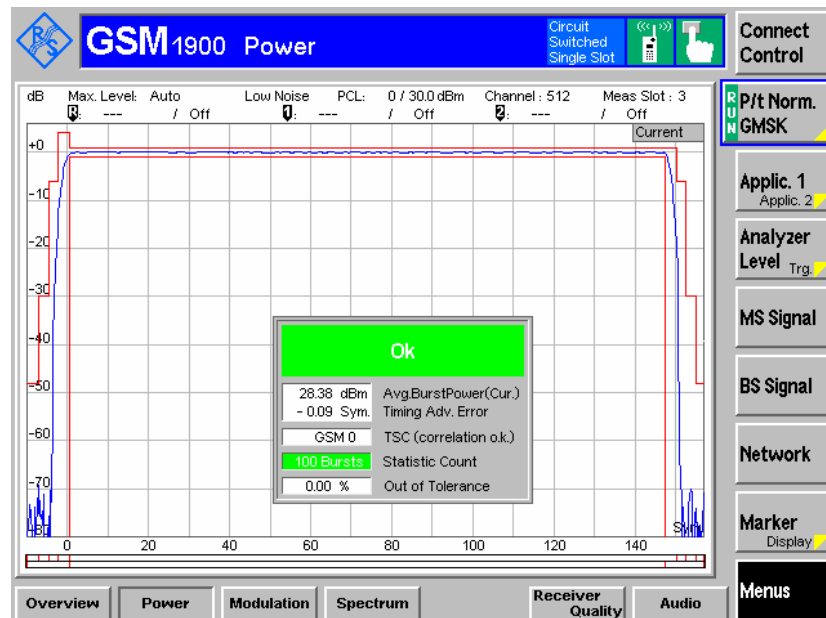 R S
GSM 1900 Power
Circuit Switched Single Slot
Connect Control
dB Max. Level: Auto Low Noise PCL: 0 / 30.0 dBm Channel : 512 Meas Slot : 3
R: --- / Off 1: --- / Off 2: --- / Off
Current
RUN
P/t Norm. GMSK
Applic. 1
Applic. 2
Analyzer Level Trg.
MS Signal
BS Signal
Network
Marker
Display
Menus
+0
-10
-20
-30
-40
-50
-60
-70
-80
Ok
28.38 dBm Avg.BurstPower(Cur.)
- 0.09 Sym. Timing Adv. Error
GSM 0 TSC (correlation o.k.)
100 Bursts Statistic Count
0.00 % Out of Tolerance
Sym
0 20 40 60 80 100 120 140
Overview Power Modulation Spectrum Receiver Quality Audio